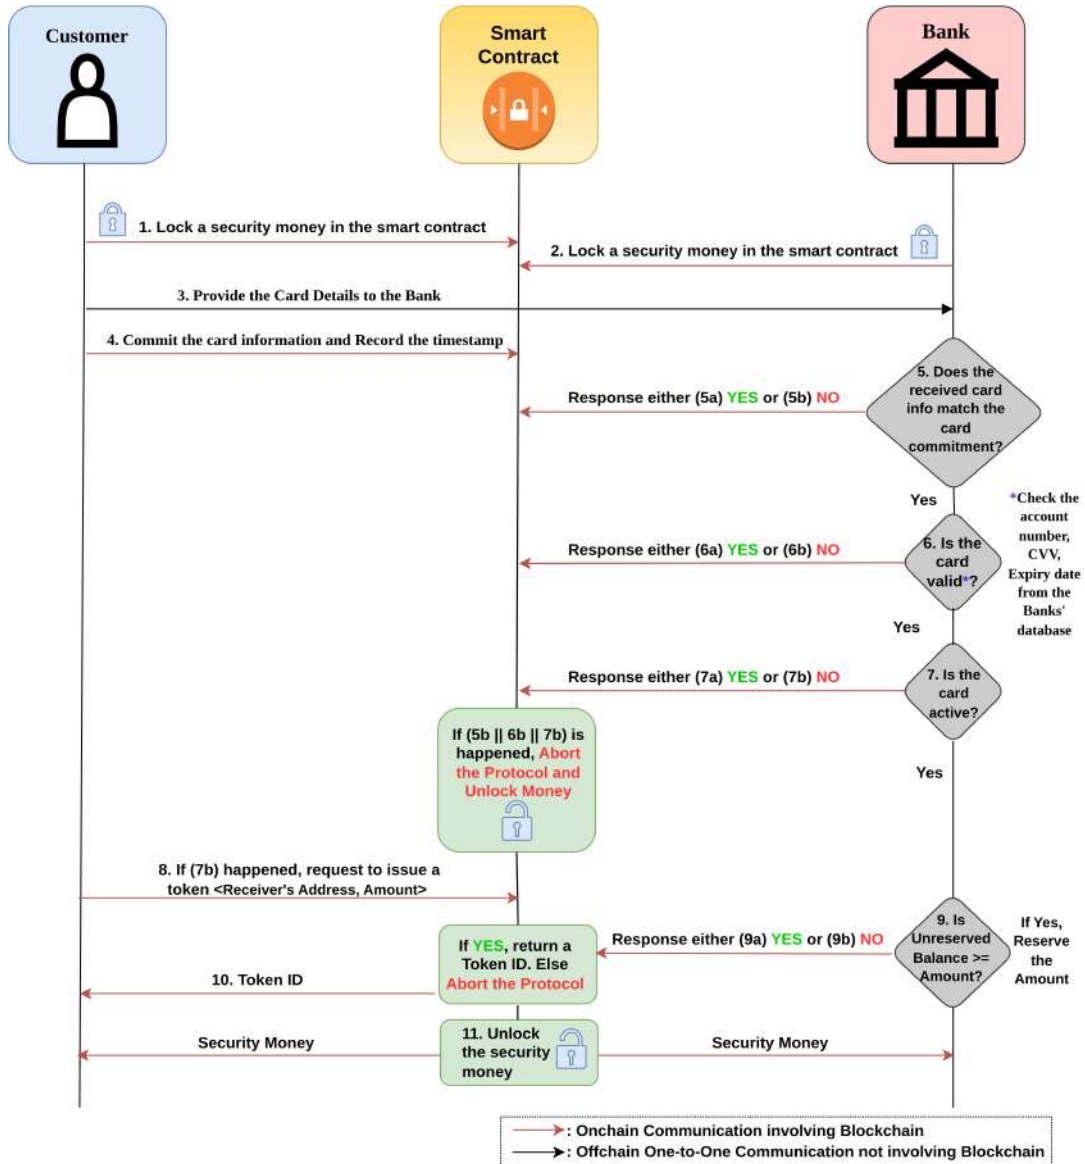 Customer
Smart
Contract
Bank
1. Lock a security money in the smart contract
2. Lock a security money in the smart contract
3. Provide the Card Details to the Bank
4. Commit the card information and Record the timestamp
5. Does the
received card
info match the
card
commitment?
Response either (5a) YES or (5b) NO
Yes
*Check the
account
number,
CVV,
Expiry date
from the
Banks'
database
6. Is the
card
valid*?
Response either (6a) YES or (6b) NO
Yes
7. Is the
card
active?
Response either (7a) YES or (7b) NO
If (5b || 6b || 7b) is
happened, Abort
the Protocol and
Unlock Money
Yes
8. If (7b) happened, request to issue a
token <Receiver's Address, Amount>
9. Is
Unreserved
Balance >=
Amount?
If Yes,
Reserve
the
Amount
Response either (9a) YES or (9b) NO
If YES, return a
Token ID. Else
Abort the Protocol
10. Token ID
11. Unlock
the security
money
Security Money
Security Money
: Onchain Communication involving Blockchain
: Offchain One-to-One Communication not involving Blockchain